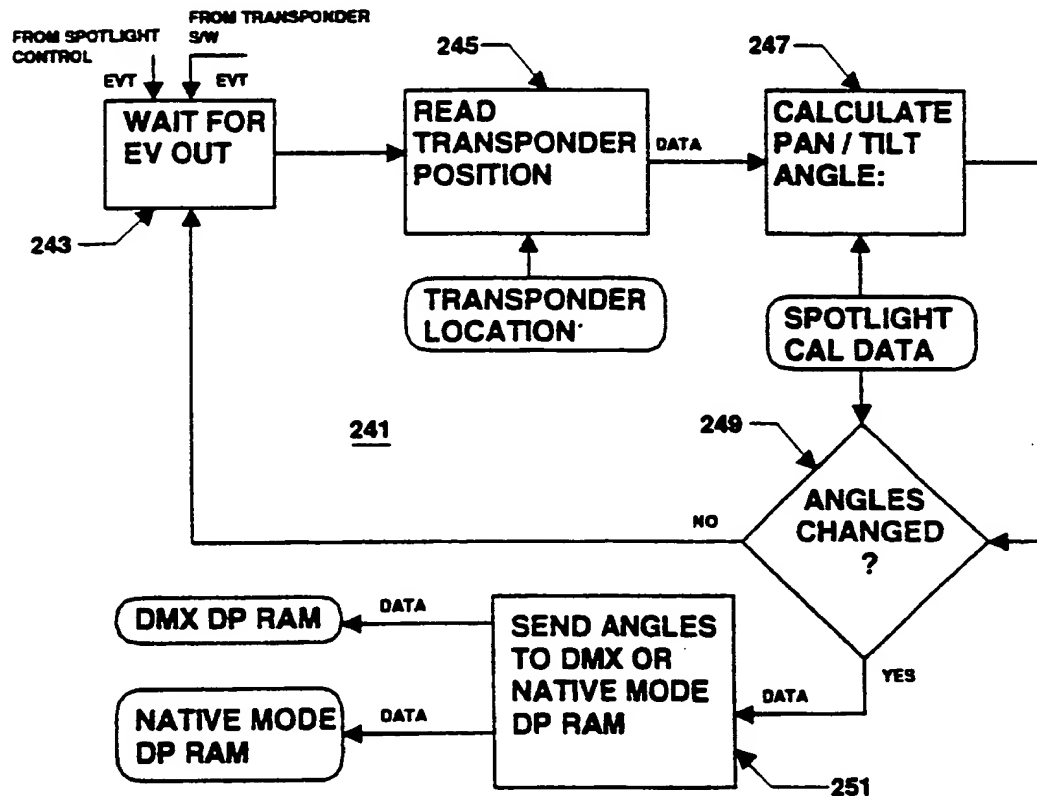 FROM TRANSPONDER
S/W
FROM SPOTLIGHT
CONTROL
EVT
EVT
WAIT FOR
EV OUT
243
245
READ
TRANSPONDER
POSITION
DATA
TRANSPONDER
LOCATION
247
CALCULATE
PAN / TILT
ANGLE:
SPOTLIGHT
CAL DATA
241
249
ANGLES
CHANGED
?
NO
YES
DATA
SEND ANGLES
TO DMX OR
NATIVE MODE
DP RAM
251
DATA
DMX DP RAM
DATA
NATIVE MODE
DP RAM